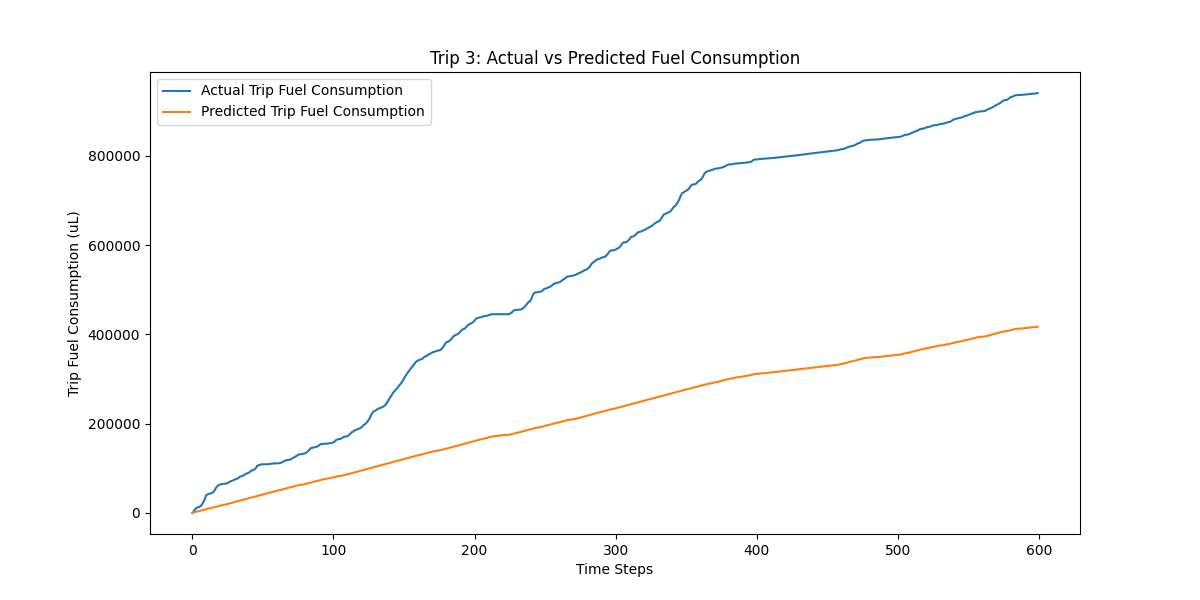 Trip 3: Actual vs Predicted Fuel Consumption
Actual Trip Fuel Consumption
Predicted Trip Fuel Consumption
Trip Fuel Consumption (uL)
800000
600000
400000
200000
0
0 100 200 300 400 500 600
Time Steps